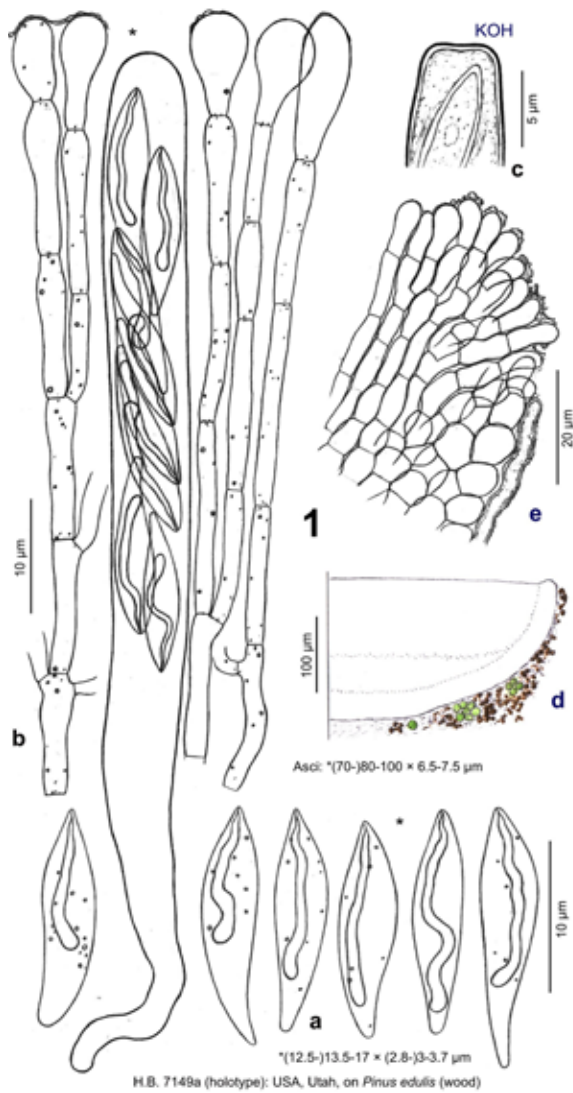 *
KOH
5 µm
c
20 µm
e
1
10 µm
b
100 µm
d
Asci: *(70-)80-100 × 6.5-7.5 µm
*
10 µm
a
*(12.5-)13.5-17 × (2.8-)3-3.7 µm
H.B. 7149a (holotype): USA, Utah, on Pinus edulis (wood)